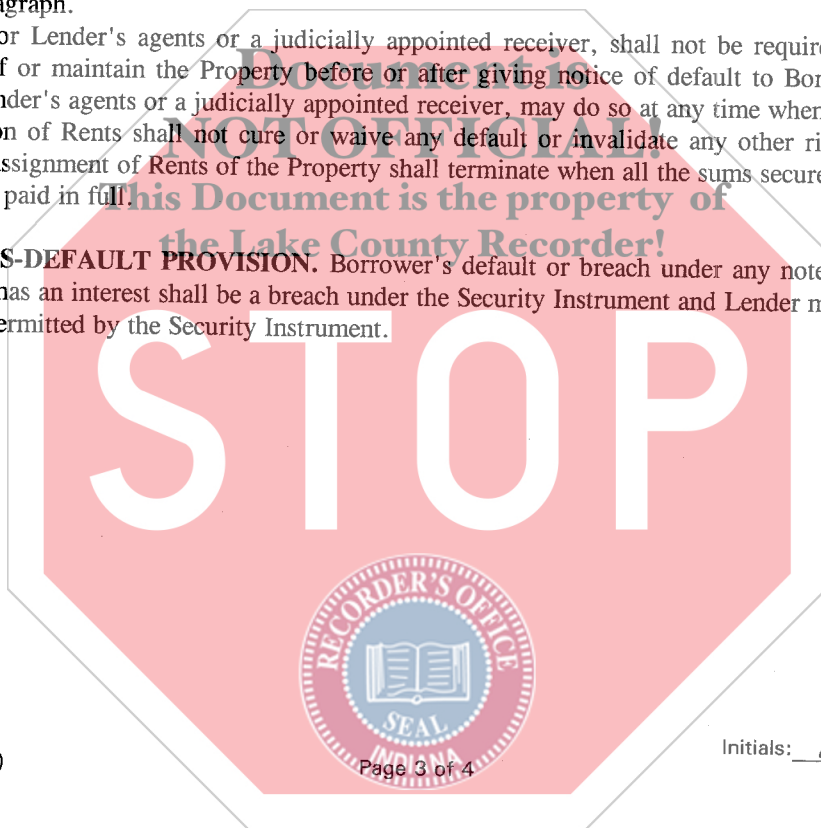 agraph.
or Lender's agents or a judicially appointed receiver, shall not be require
f or maintain the Property before or after giving notice of default to Bor
nder's agents or a judicially appointed receiver, may do so at any time when
on of Rents shall not cure or waive any default or invalidate any other ri
ssignment of Rents of the Property shall terminate when all the sums secure
paid in full.
Document is
NOT OFFICIAL!
This Document is the property of
the Lake County Recorder!
S-DEFAULT PROVISION. Borrower's default or breach under any note
has an interest shall be a breach under the Security Instrument and Lender m
ermitted by the Security Instrument.
STOP
RECORDER'S OFFICE
SEAL
INDIANA
Initials:
)
Page 3 of 4